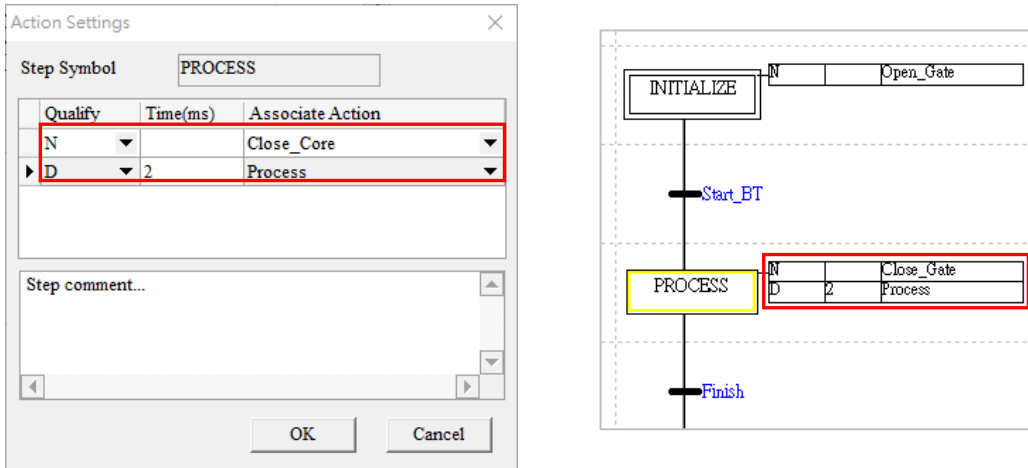 Action Settings
Step Symbol PROCESS
Qualify Time(ms) Associate Action
N Close_Core
D 2 Process
Step comment...
OK Cancel
INITIALIZE N Open_Gate
Start_BT
PROCESS N Close_Gate
D 2 Process
Finish